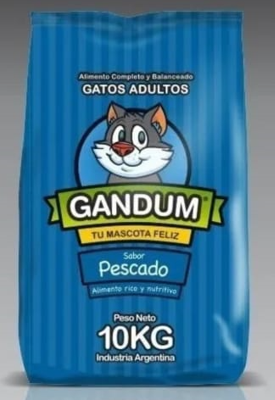 Alimento Completo y Balanceado
GATOS ADULTOS
GANDUM®
TU MASCOTA FELIZ
Sabor
Pescado
Alimento rico y nutritivo
Peso Neto
10KG
Industria Argentina